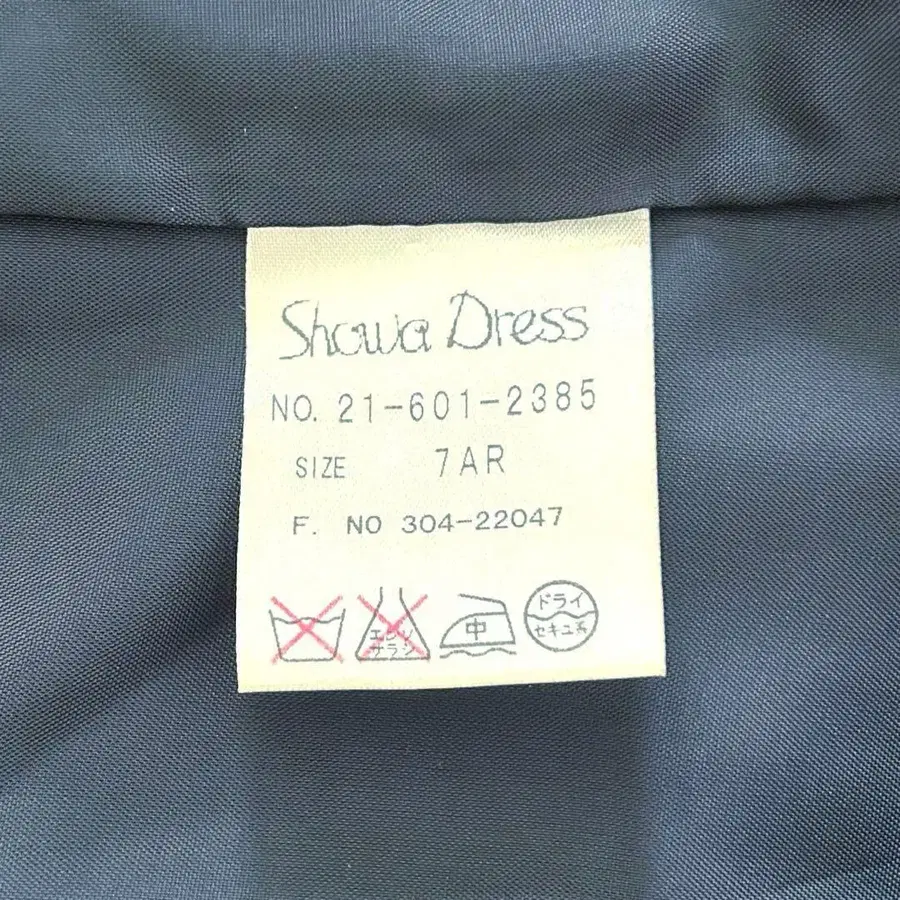 Showa Dress
NO. 21-601-2385
SIZE 7AR
F. NO 304-22047
エンソ
サラシ
中
ドライ
セキユ系